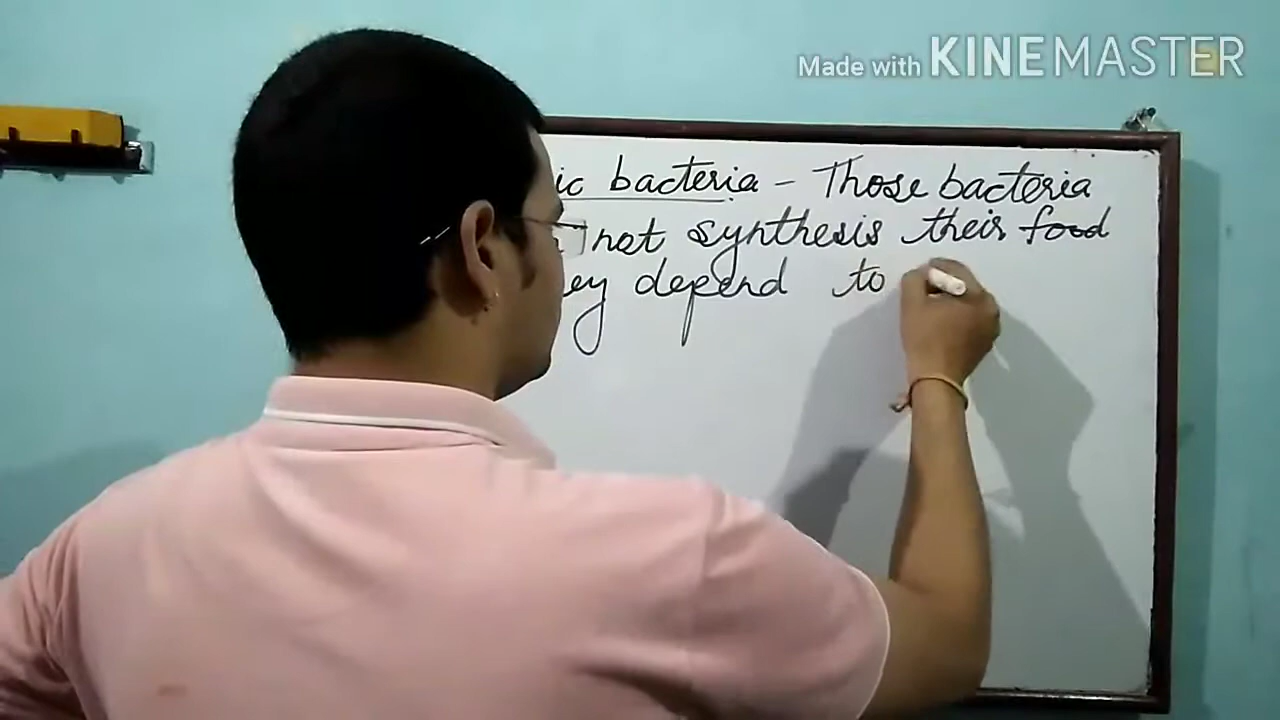 Made with KINEMASTER
ic bacteria - Those bacteria
not synthesis their food
ey depend to